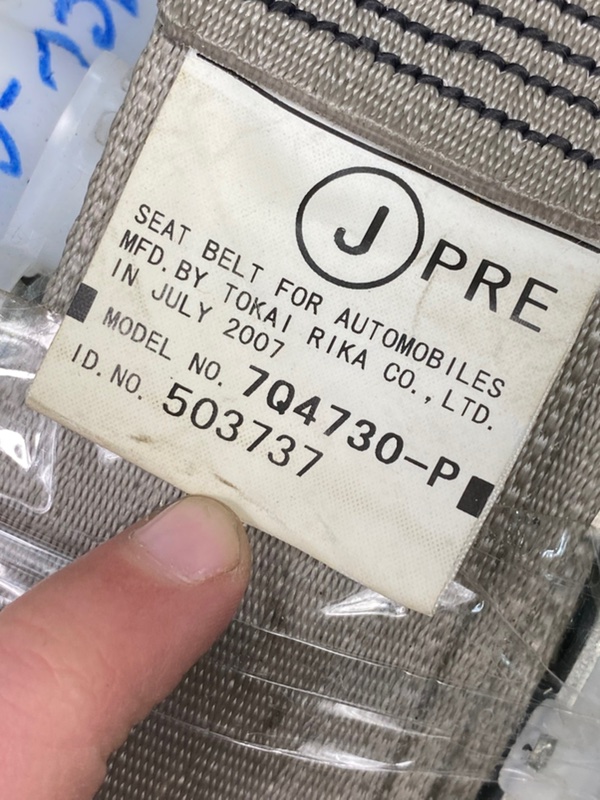 J PRE
SEAT BELT FOR AUTOMOBILES
MFD. BY TOKAI RIKA CO., LTD.
IN JULY 2007
MODEL NO. 7Q4730-P
ID. NO. 503737